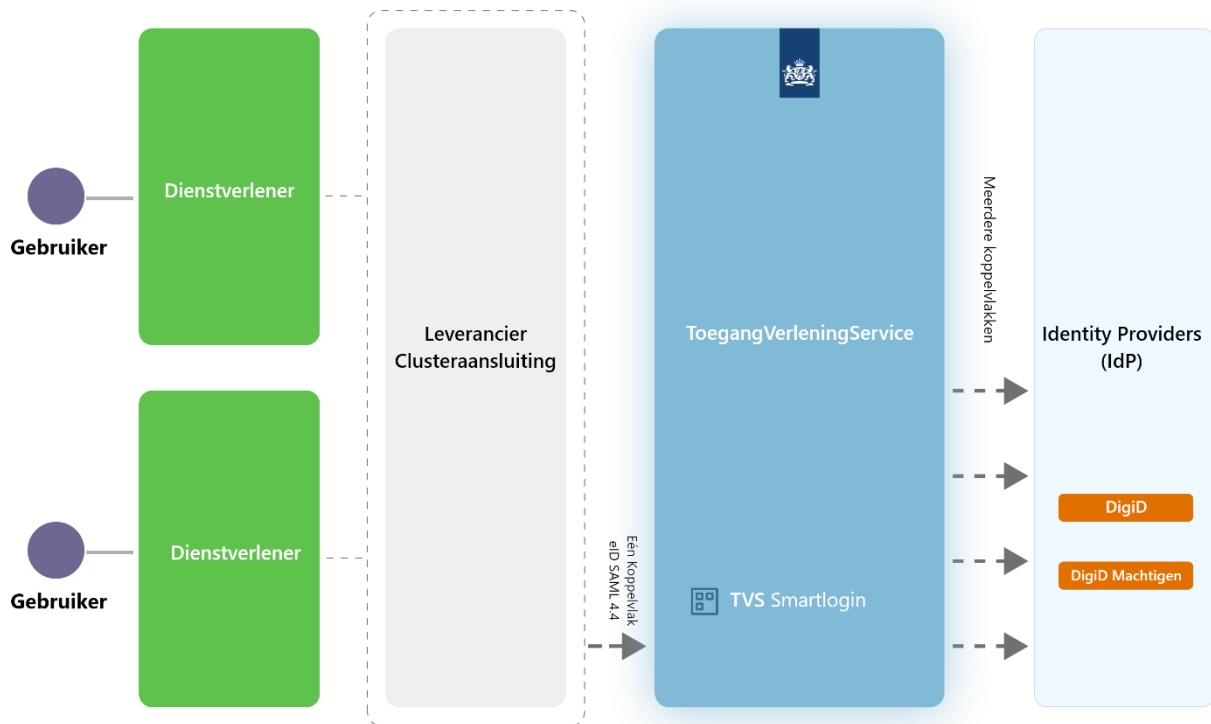 Gebruiker
Dienstverlener
Gebruiker
Dienstverlener
Leverancier
Clusteraansluiting
Eén Koppelvlak
eID SAML 4.4
ToegangVerleningService
TVS Smartlogin
Meerdere koppelvlakken
Identity Providers
(IdP)
DigiD
DigiD Machtigen